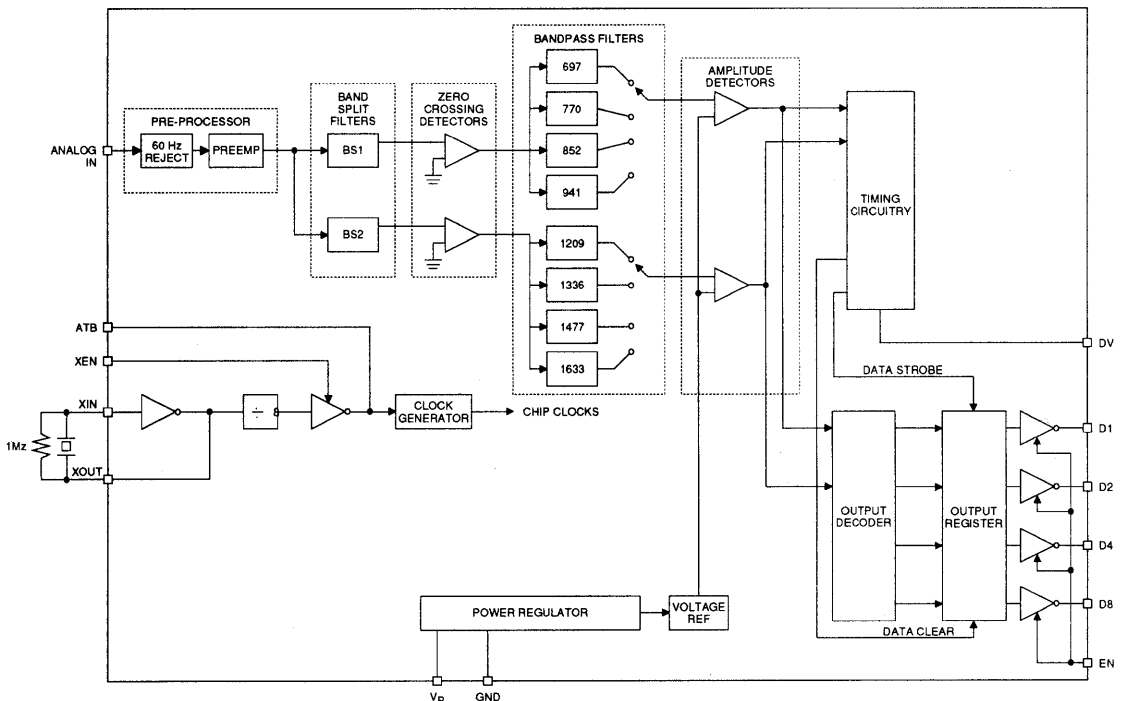 BANDPASS FILTERS
697
770
852
941
1209
1336
1477
1633
AMPLITUDE
DETECTORS
BAND
SPLIT
FILTERS
BS1
BS2
ZERO
CROSSING
DETECTORS
PRE-PROCESSOR
60 Hz
REJECT
PREEMP
ANALOG
IN
TIMING
CIRCUITRY
ATB
XEN
XIN
XOUT
1Mz
÷
8
CLOCK
GENERATOR
CHIP CLOCKS
DV
DATA STROBE
OUTPUT
DECODER
OUTPUT
REGISTER
D1
D2
D4
D8
EN
DATA CLEAR
POWER REGULATOR
VOLTAGE
REF
VP
GND